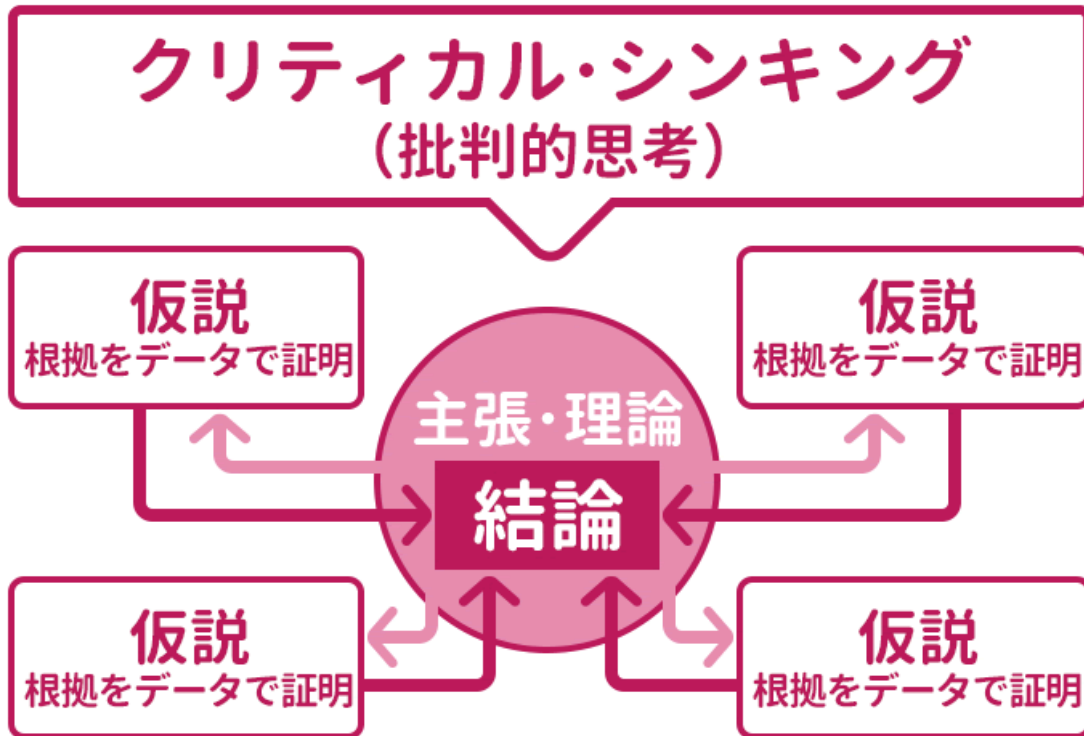 クリティカル・シンキング
（批判的思考）
仮説
根拠をデータで証明
仮説
根拠をデータで証明
主張・理論
結論
仮説
根拠をデータで証明
仮説
根拠をデータで証明